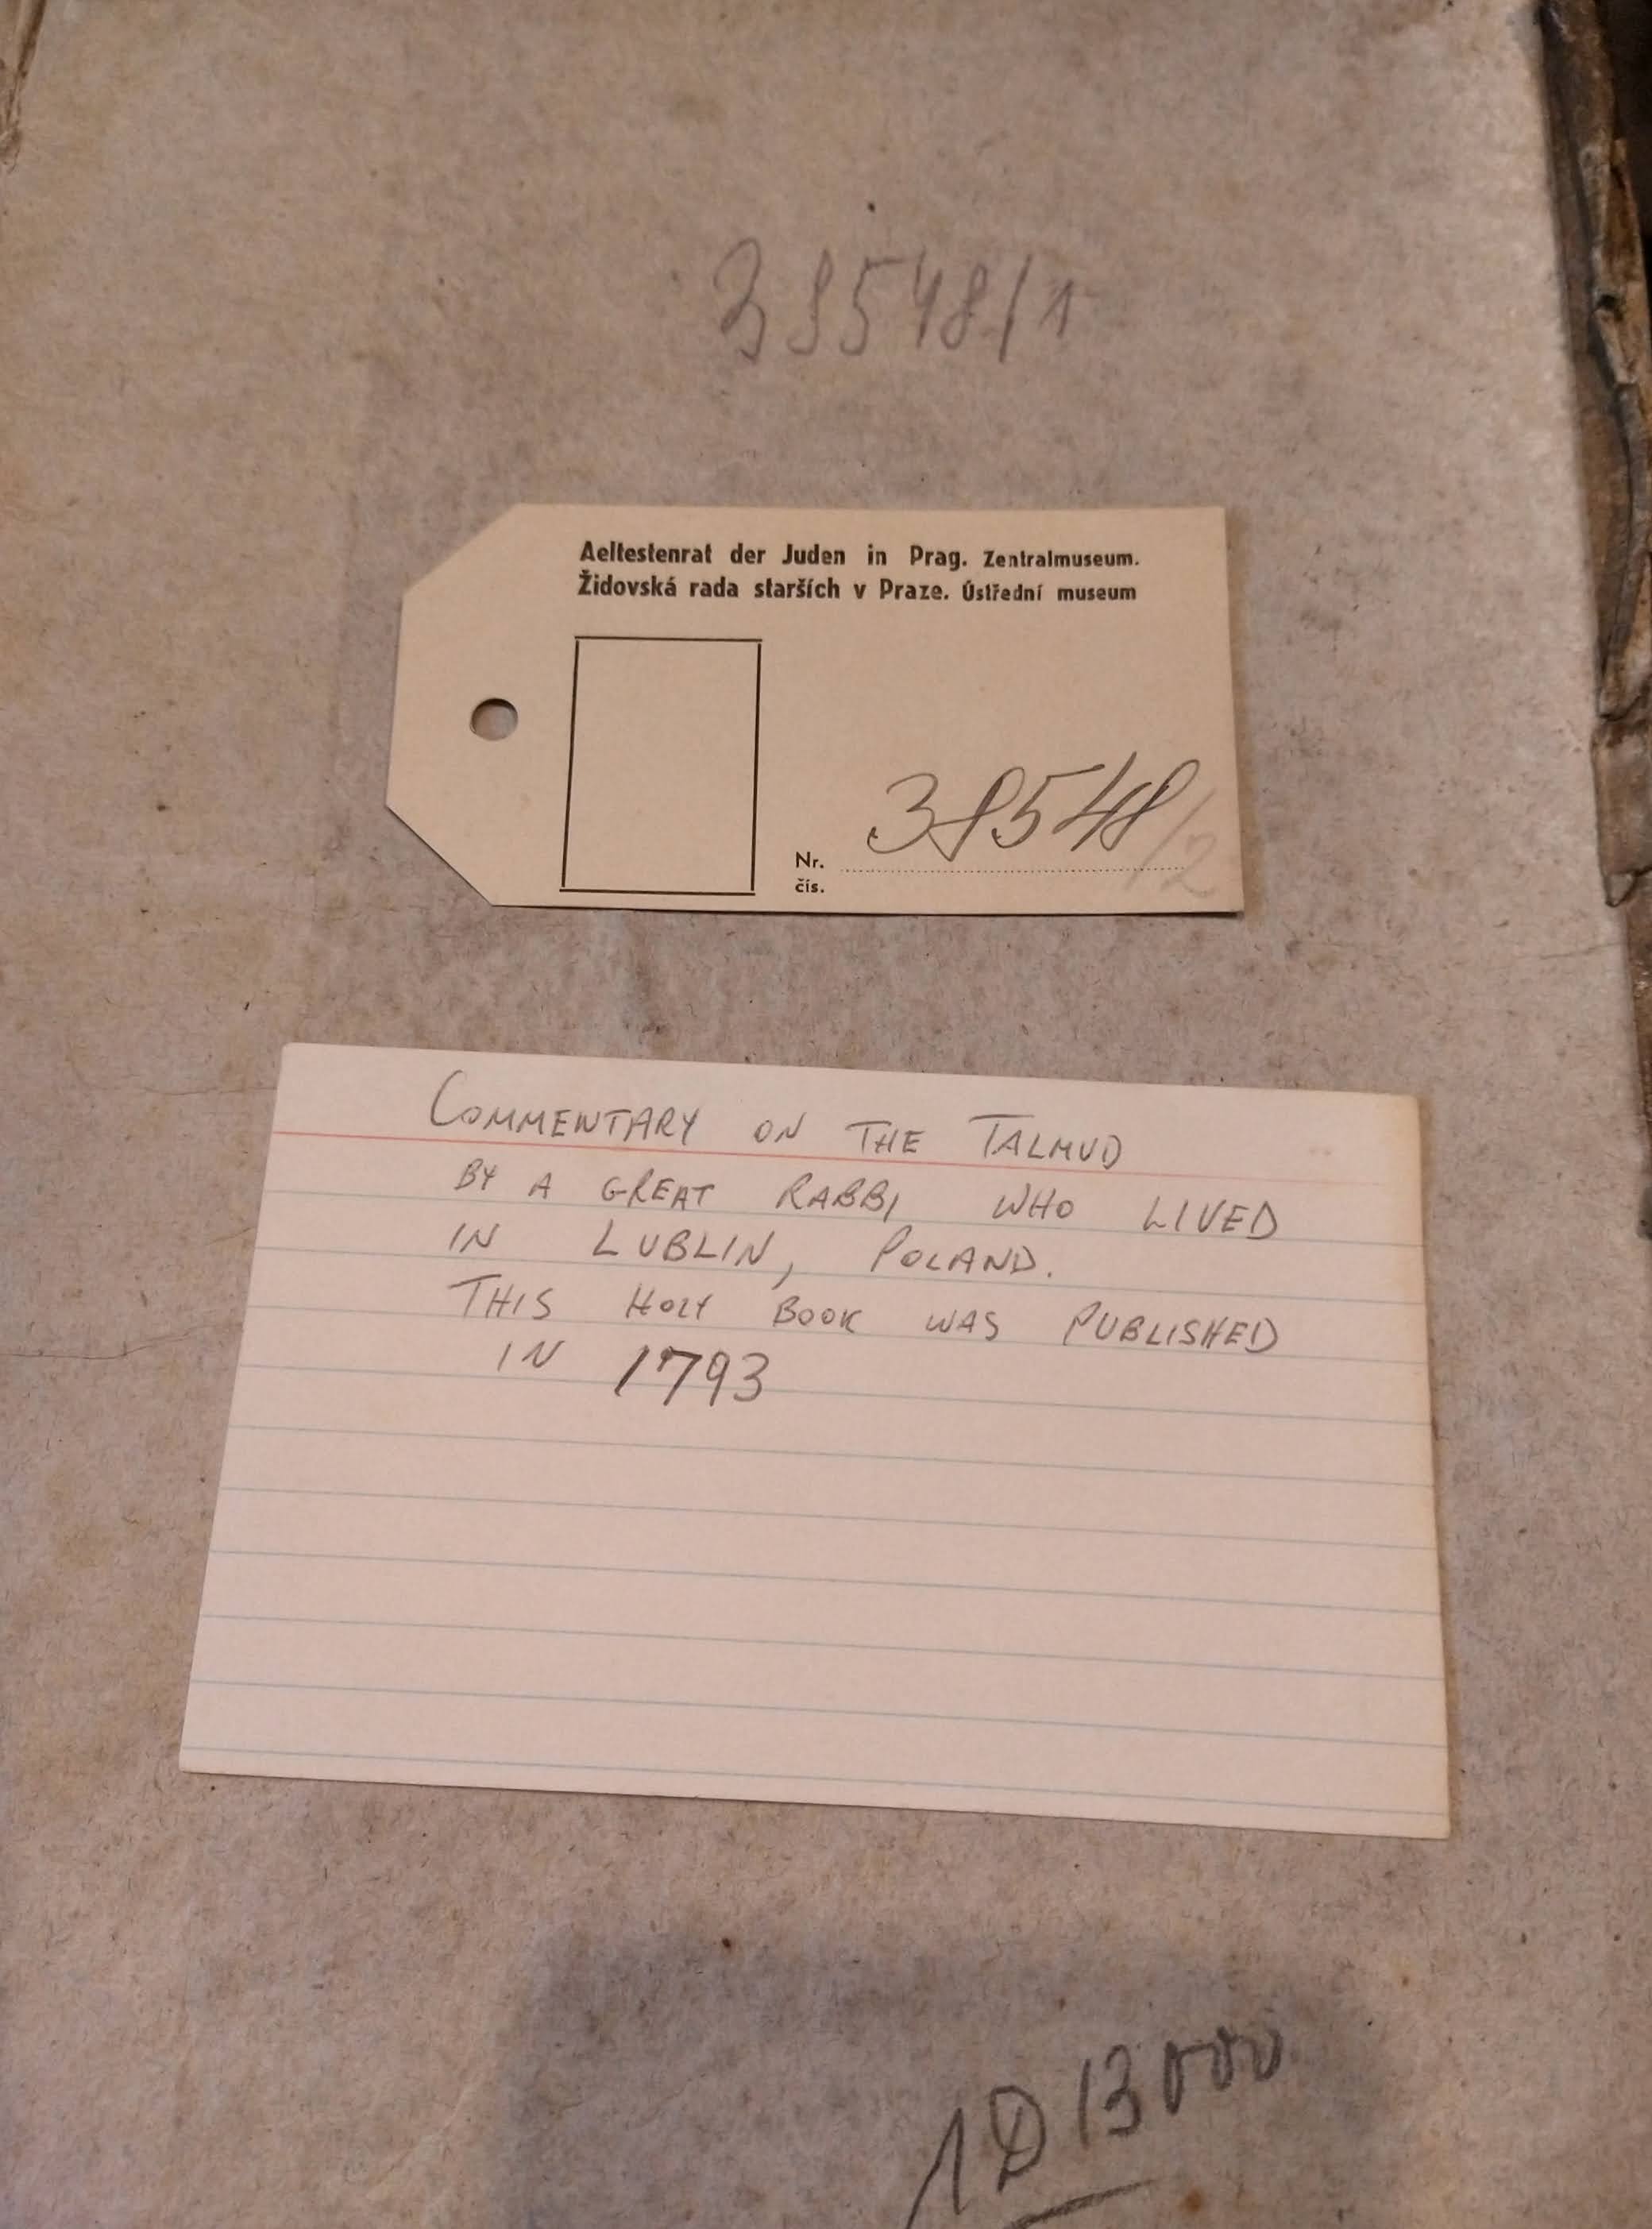 38548/1
Aeltestenrat der Juden in Prag. Zentralmuseum.
Židovská rada starších v Praze. Ústřední museum
38548/2
Nr.
čís.
COMMENTARY ON THE TALMUD
BY A GREAT RABBI WHO LIVED
IN LUBLIN, POLAND.
THIS HOLY BOOK WAS PUBLISHED
IN 1793
1D13000